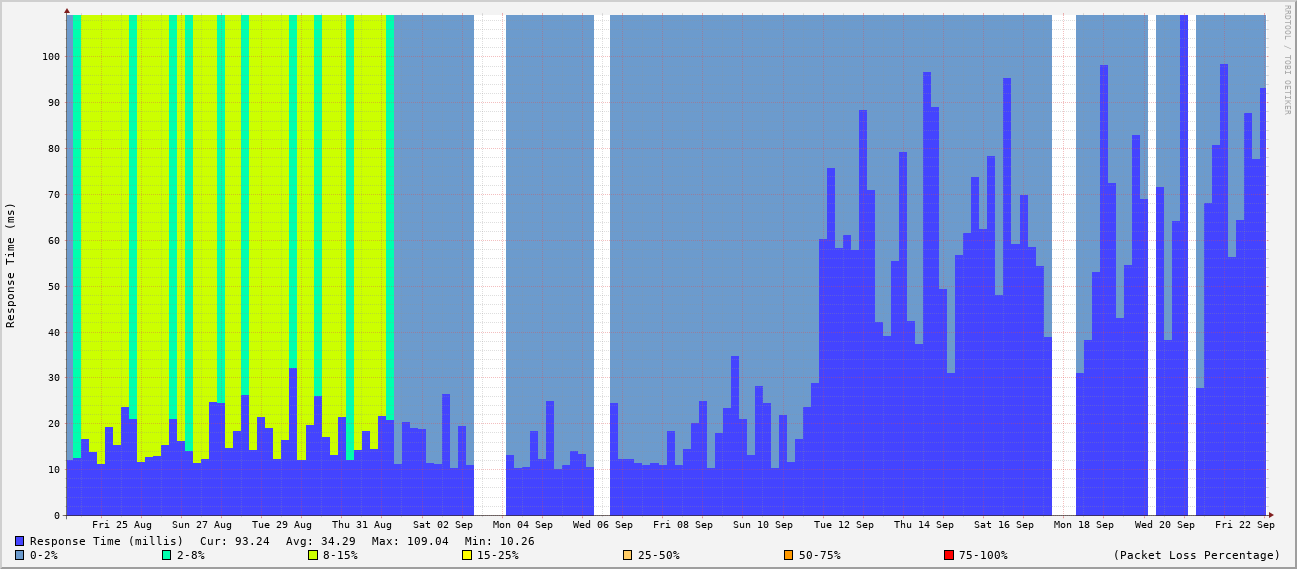 RRDTOOL / TOBI OETIKER
Response Time (ms)
100
90
80
70
60
50
40
30
20
10
0
Fri 25 Aug Sun 27 Aug Tue 29 Aug Thu 31 Aug Sat 02 Sep Mon 04 Sep Wed 06 Sep Fri 08 Sep Sun 10 Sep Tue 12 Sep Thu 14 Sep Sat 16 Sep Mon 18 Sep Wed 20 Sep Fri 22 Sep
Response Time (millis) Cur: 93.24 Avg: 34.29 Max: 109.04 Min: 10.26
0-2% 2-8% 8-15% 15-25% 25-50% 50-75% 75-100% (Packet Loss Percentage)